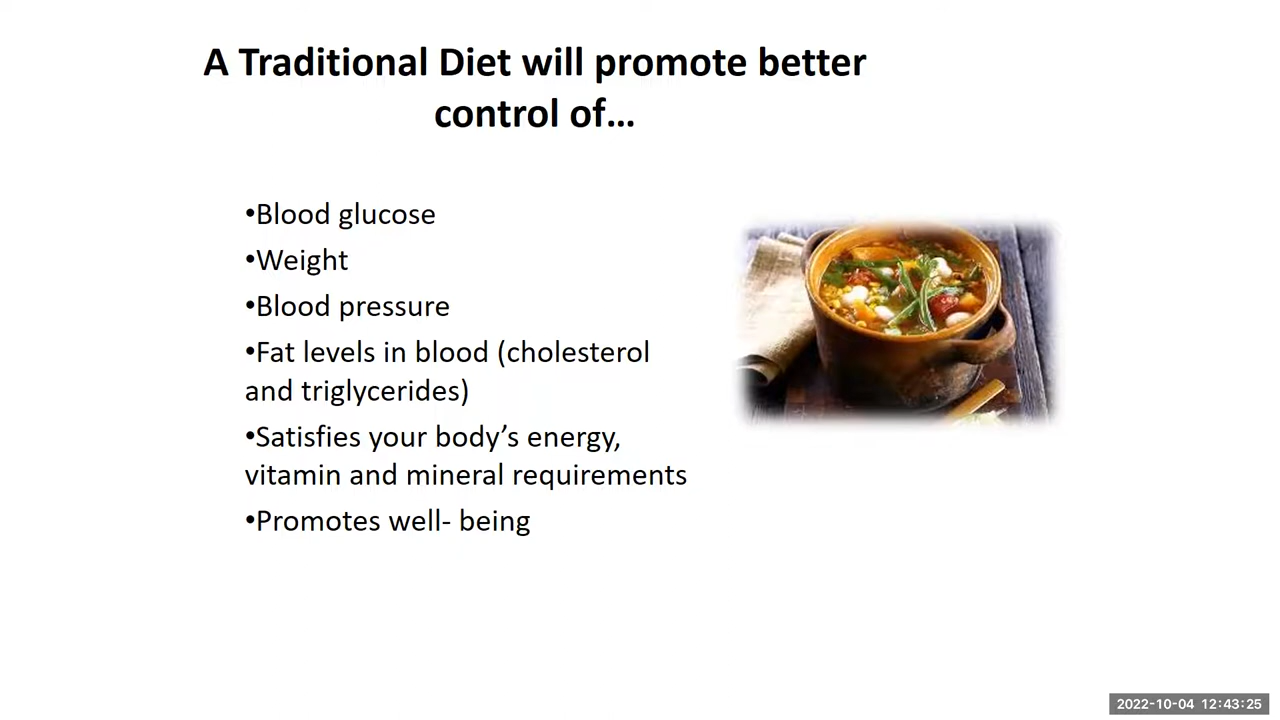 A Traditional Diet will promote better
control of…
•Blood glucose
•Weight
•Blood pressure
•Fat levels in blood (cholesterol
and triglycerides)
•Satisfies your body’s energy,
vitamin and mineral requirements
•Promotes well- being
2022-10-04 12:43:25